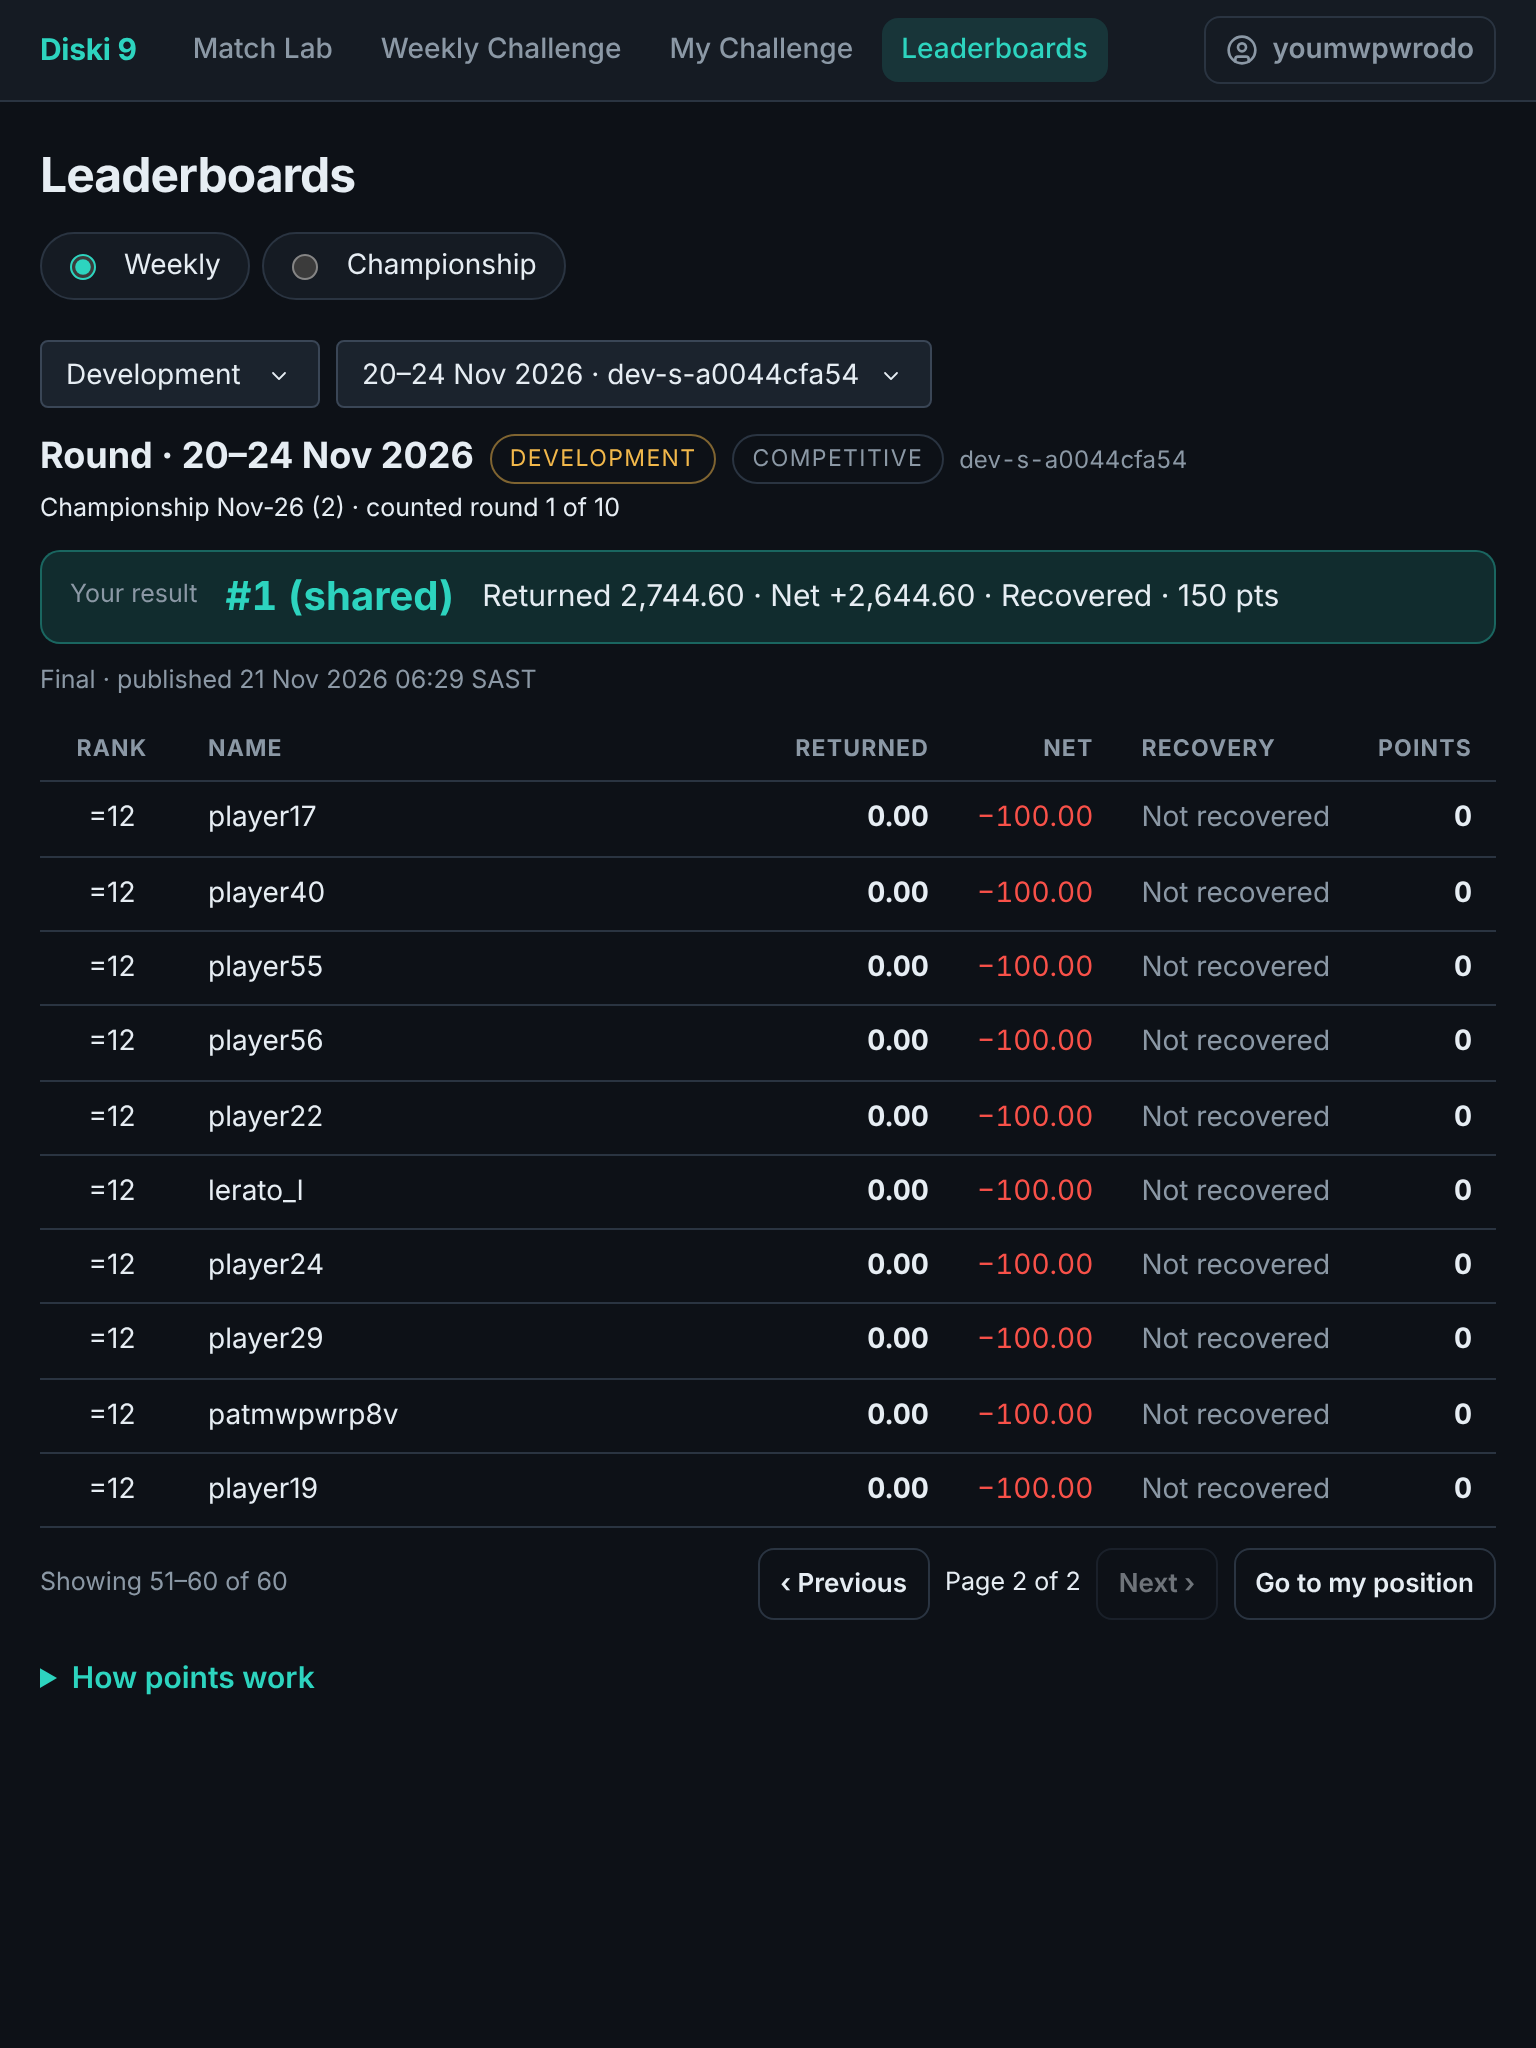 Diski 9 Match Lab Weekly Challenge My Challenge Leaderboards youmwpwrodo
Leaderboards
Weekly Championship
Development 20–24 Nov 2026 · dev-s-a0044cfa54
Round · 20–24 Nov 2026 DEVELOPMENT COMPETITIVE dev-s-a0044cfa54
Championship Nov-26 (2) · counted round 1 of 10
Your result #1 (shared) Returned 2,744.60 · Net +2,644.60 · Recovered · 150 pts
Final · published 21 Nov 2026 06:29 SAST
RANK NAME RETURNED NET RECOVERY POINTS
=12 player17 0.00 −100.00 Not recovered 0
=12 player40 0.00 −100.00 Not recovered 0
=12 player55 0.00 −100.00 Not recovered 0
=12 player56 0.00 −100.00 Not recovered 0
=12 player22 0.00 −100.00 Not recovered 0
=12 lerato_l 0.00 −100.00 Not recovered 0
=12 player24 0.00 −100.00 Not recovered 0
=12 player29 0.00 −100.00 Not recovered 0
=12 patmwpwrp8v 0.00 −100.00 Not recovered 0
=12 player19 0.00 −100.00 Not recovered 0
Showing 51–60 of 60 ‹ Previous Page 2 of 2 Next › Go to my position
▶ How points work